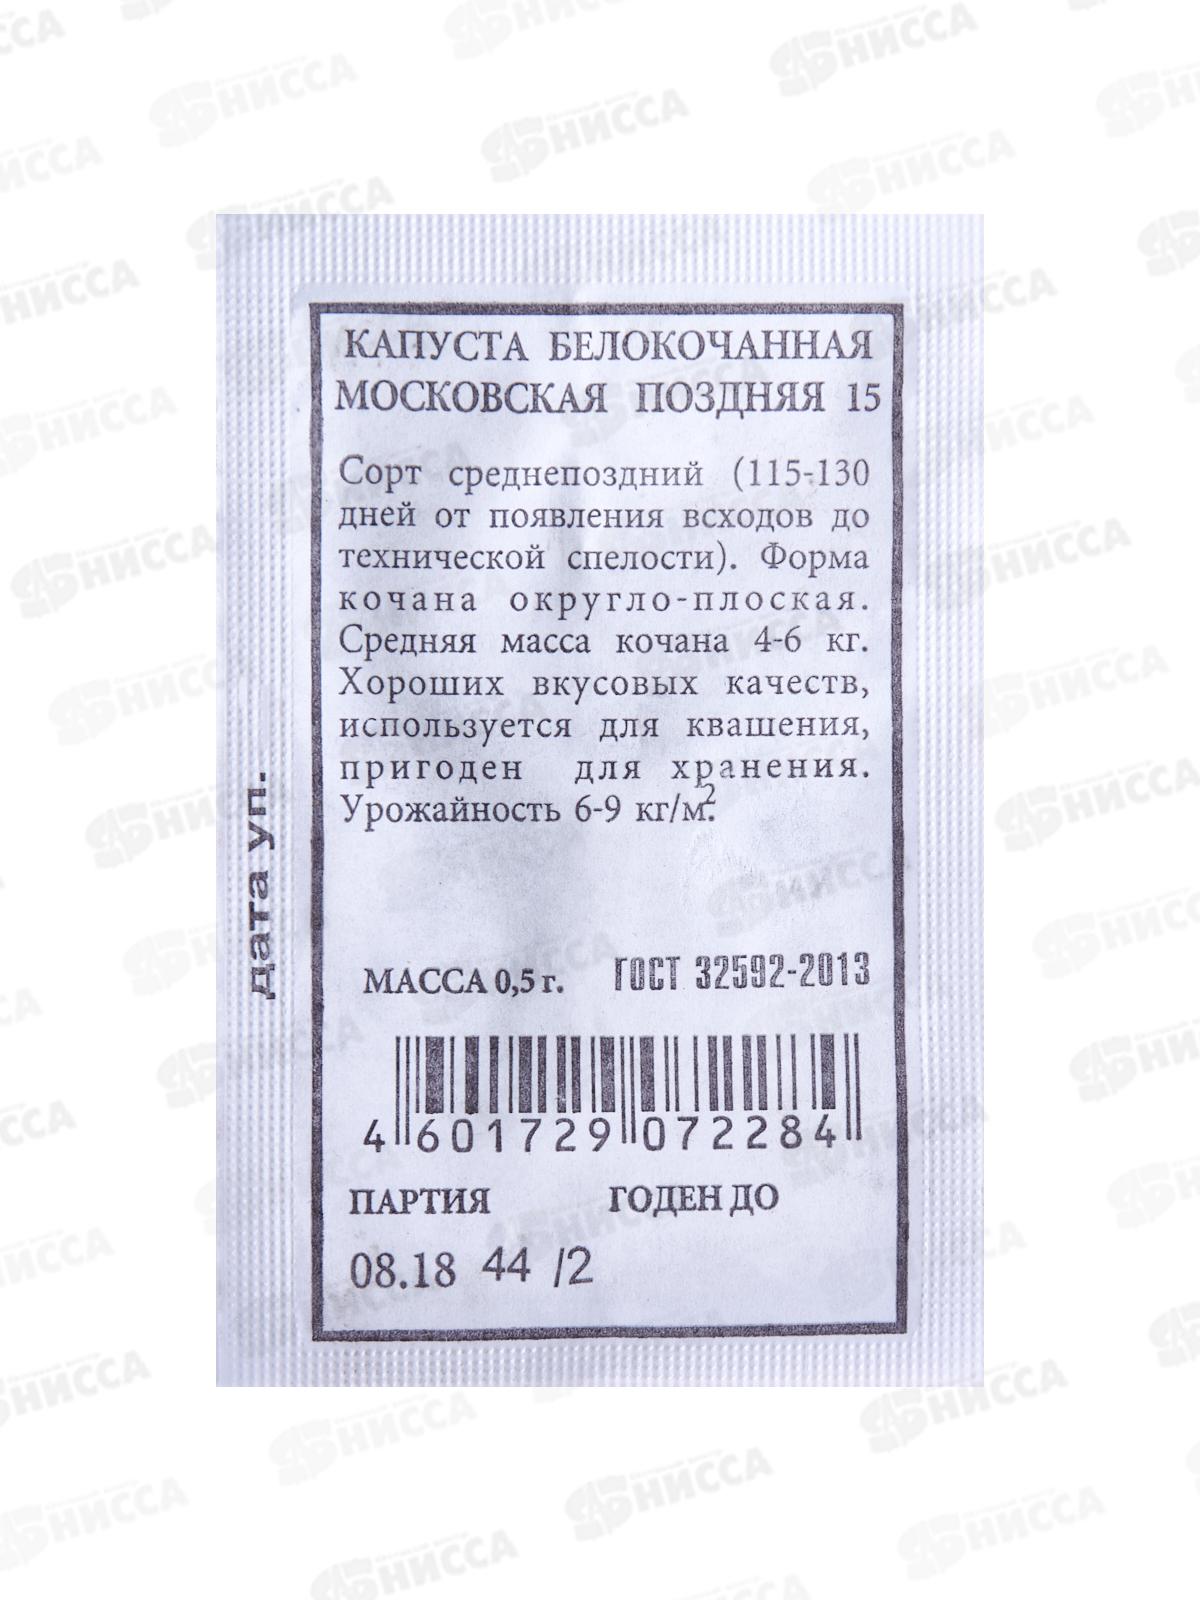 КАПУСТА БЕЛОКОЧАННАЯ
МОСКОВСКАЯ ПОЗДНЯЯ 15
Сорт среднепоздний (115-130
дней от появления всходов до
технической спелости). Форма
кочана округло-плоская.
Средняя масса кочана 4-6 кг.
Хороших вкусовых качеств,
используется для квашения,
пригоден для хранения.
Урожайность 6-9 кг/м².
дата уп.
МАССА 0,5 г. ГОСТ 32592-2013
4 601729 072284
ПАРТИЯ ГОДЕН ДО
08.18 44 /2